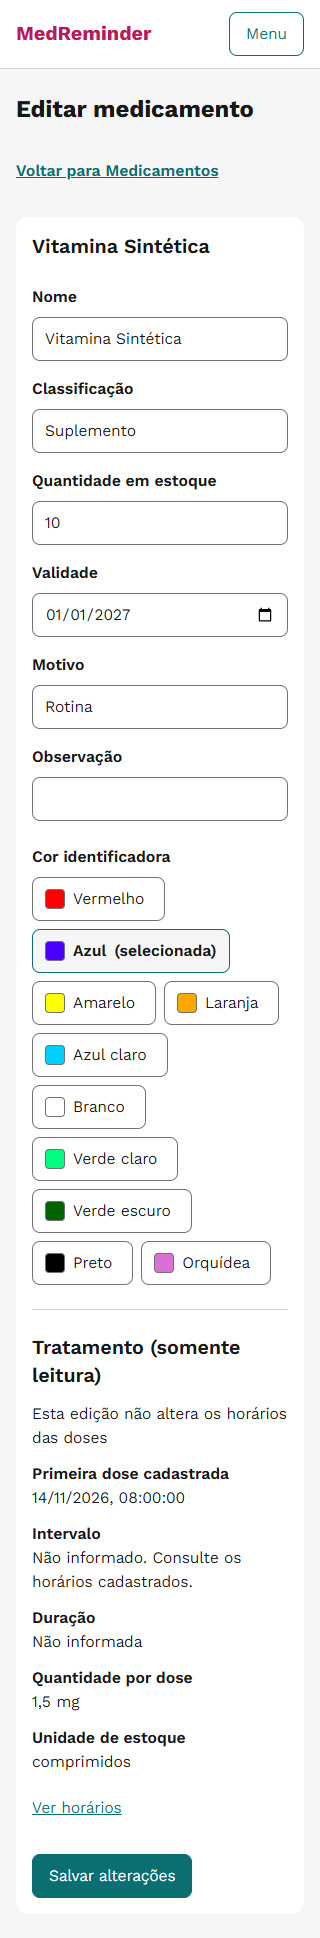 MedReminder
Menu
Editar medicamento
Voltar para Medicamentos
Vitamina Sintética
Nome
Vitamina Sintética
Classificação
Suplemento
Quantidade em estoque
10
Validade
01/01/2027
Motivo
Rotina
Observação
Cor identificadora
Vermelho
Azul (selecionada)
Amarelo
Laranja
Azul claro
Branco
Verde claro
Verde escuro
Preto
Orquídea
Tratamento (somente
leitura)
Esta edição não altera os horários
das doses
Primeira dose cadastrada
14/11/2026, 08:00:00
Intervalo
Não informado. Consulte os
horários cadastrados.
Duração
Não informada
Quantidade por dose
1,5 mg
Unidade de estoque
comprimidos
Ver horários
Salvar alterações